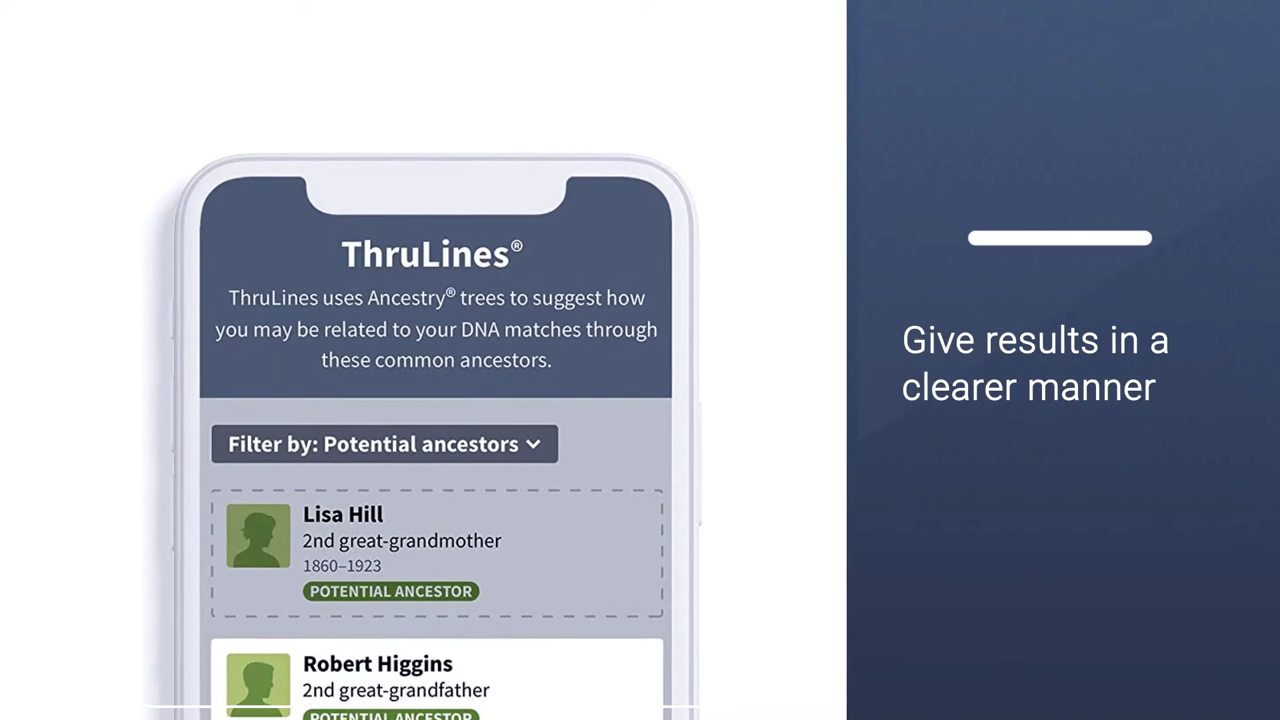 ThruLines®
ThruLines uses Ancestry® trees to suggest how
you may be related to your DNA matches through
these common ancestors.
Filter by: Potential ancestors
Lisa Hill
2nd great-grandmother
1860–1923
POTENTIAL ANCESTOR
Robert Higgins
2nd great-grandfather
POTENTIAL ANCESTOR
Give results in a
clearer manner